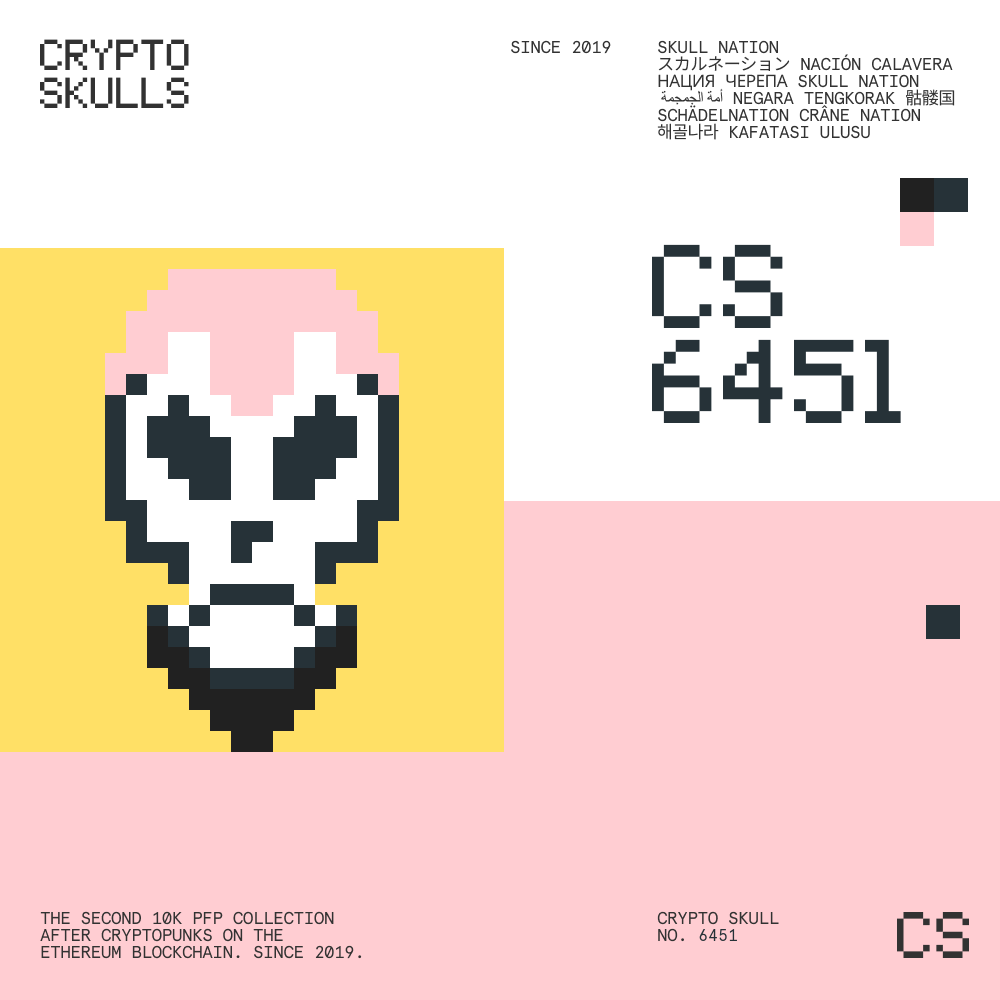 CRYPTO
SKULLS
SINCE 2019
SKULL NATION
スカルネーション NACIÓN CALAVERA
НАЦИЯ ЧЕРЕПА SKULL NATION
أمة الجمجمة NEGARA TENGKORAK 骷髅国
SCHÄDELNATION CRÂNE NATION
해골나라 KAFATASI ULUSU
CS
6451
THE SECOND 10K PFP COLLECTION
AFTER CRYPTOPUNKS ON THE
ETHEREUM BLOCKCHAIN. SINCE 2019.
CRYPTO SKULL
NO. 6451
CS